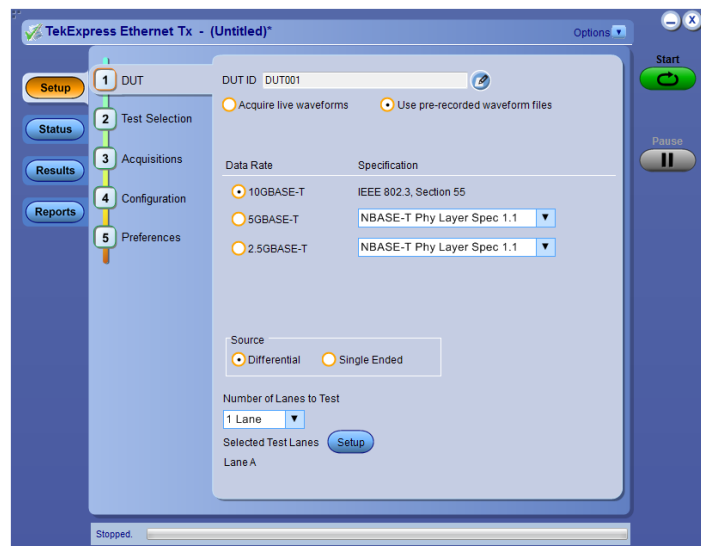 TekExpress Ethernet Tx - (Untitled)*
Options
Start
Pause
Setup
Status
Results
Reports
1 DUT
2 Test Selection
3 Acquisitions
4 Configuration
5 Preferences
DUT ID DUT001
Acquire live waveforms Use pre-recorded waveform files
Data Rate Specification
10GBASE-T IEEE 802.3, Section 55
5GBASE-T NBASE-T Phy Layer Spec 1.1
2.5GBASE-T NBASE-T Phy Layer Spec 1.1
Source
Differential Single Ended
Number of Lanes to Test
1 Lane
Selected Test Lanes Setup
Lane A
Stopped.